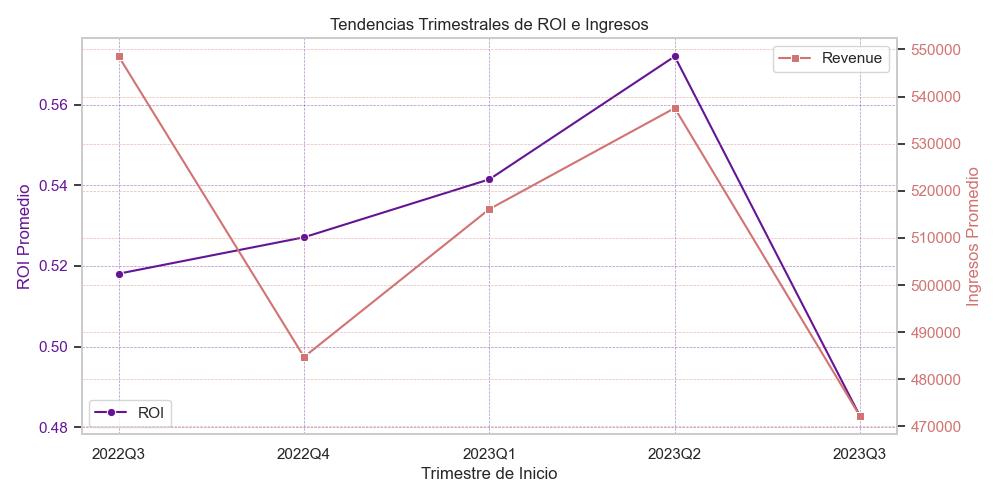 Tendencias Trimestrales de ROI e Ingresos
ROI Promedio
0.56
0.54
0.52
0.50
0.48
Revenue
ROI
550000
540000
530000
520000
510000
500000
490000
480000
470000
Ingresos Promedio
2022Q3 2022Q4 2023Q1 2023Q2 2023Q3
Trimestre de Inicio